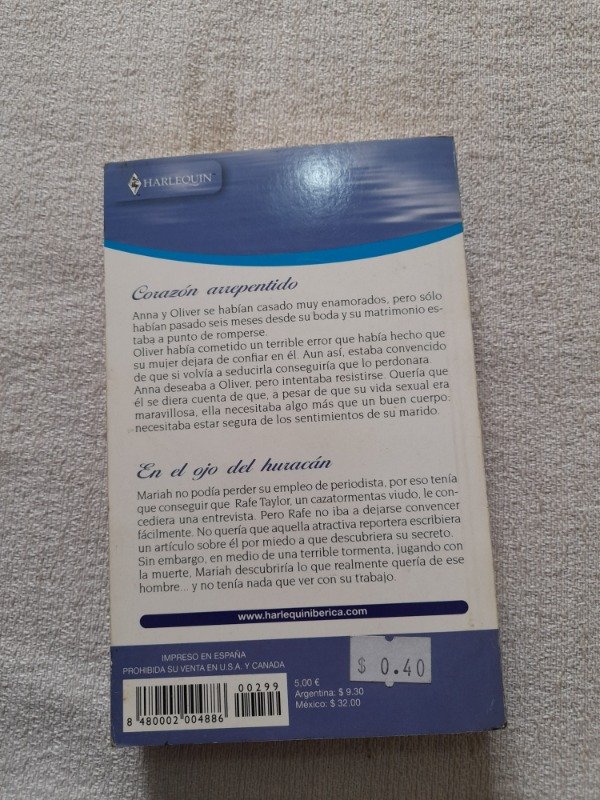 HARLEQUIN™
Corazón arrepentido
Anna y Oliver se habían casado muy enamorados, pero sólo
habían pasado seis meses desde su boda y su matrimonio es-
taba a punto de romperse.
Oliver había cometido un terrible error que había hecho que
su mujer dejara de confiar en él. Aun así, estaba convencido
de que si volvía a seducirla conseguiría que lo perdonara.
Anna deseaba a Oliver, pero intentaba resistirse. Quería que
él se diera cuenta de que, a pesar de que su vida sexual era
maravillosa, ella necesitaba algo más que un buen cuerpo:
necesitaba estar segura de los sentimientos de su marido.
En el ojo del huracán
Mariah no podía perder su empleo de periodista, por eso tenía
que conseguir que Rafe Taylor, un cazatormentas viudo, le con-
cediera una entrevista. Pero Rafe no iba a dejarse convencer
fácilmente. No quería que aquella atractiva reportera escribiera
un artículo sobre él por miedo a que descubriera su secreto.
Sin embargo, en medio de una terrible tormenta, jugando con
la muerte, Mariah descubriría lo que realmente quería de ese
hombre... y no tenía nada que ver con su trabajo.
www.harlequiniberica.com
IMPRESO EN ESPAÑA
PROHIBIDA SU VENTA EN U.S.A. Y CANADA
$ 0.40
00299
8 480002 004886
5.00 €
Argentina: $ 9.30
México: $ 32.00